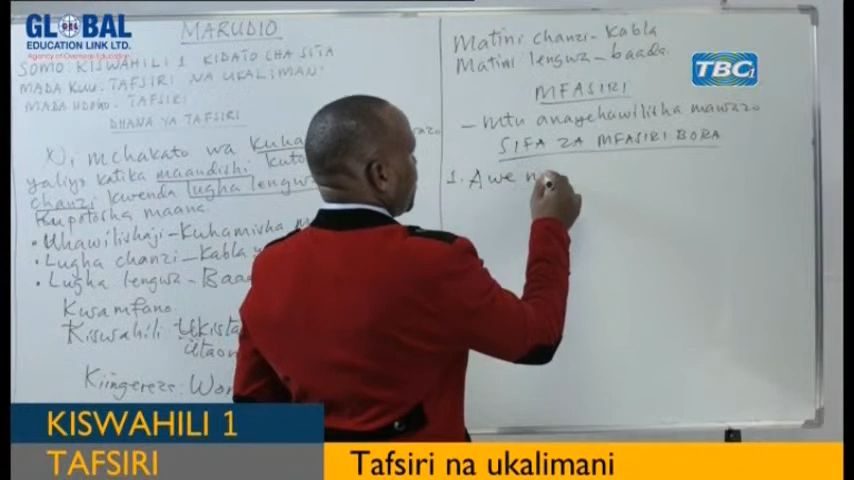 GLOBAL
EDUCATION LINK LTD.
Agency of Overseas Education
MARUDIO
SOMO: KISWAHILI 1 KIDATO CHA SITA
MADA KUU: TAFSIRI NA UKALIMANI
MADA NDOGO: TAFSIRI
DHANA YA TAFSIRI
Ni mchakato wa
yaliyo katika maandishi
chanzi kwenda lugha lengwa
Kupotosha maana.
• Uhawilishaji - Kuhamisha
• Lugha chanzi - Kabla
• Lugha lengwa - Baada
Kwa mfano
Kiswahili:
Kiingereza:
Matini chanzi - Kabla
Matini lengwa - baada.
MFASIRI
- mtu anayehawilisha mawazo
SIFA ZA MFASIRI BORA
1. Awe
TBC1
KISWAHILI 1
TAFSIRI
Tafsiri na ukalimani